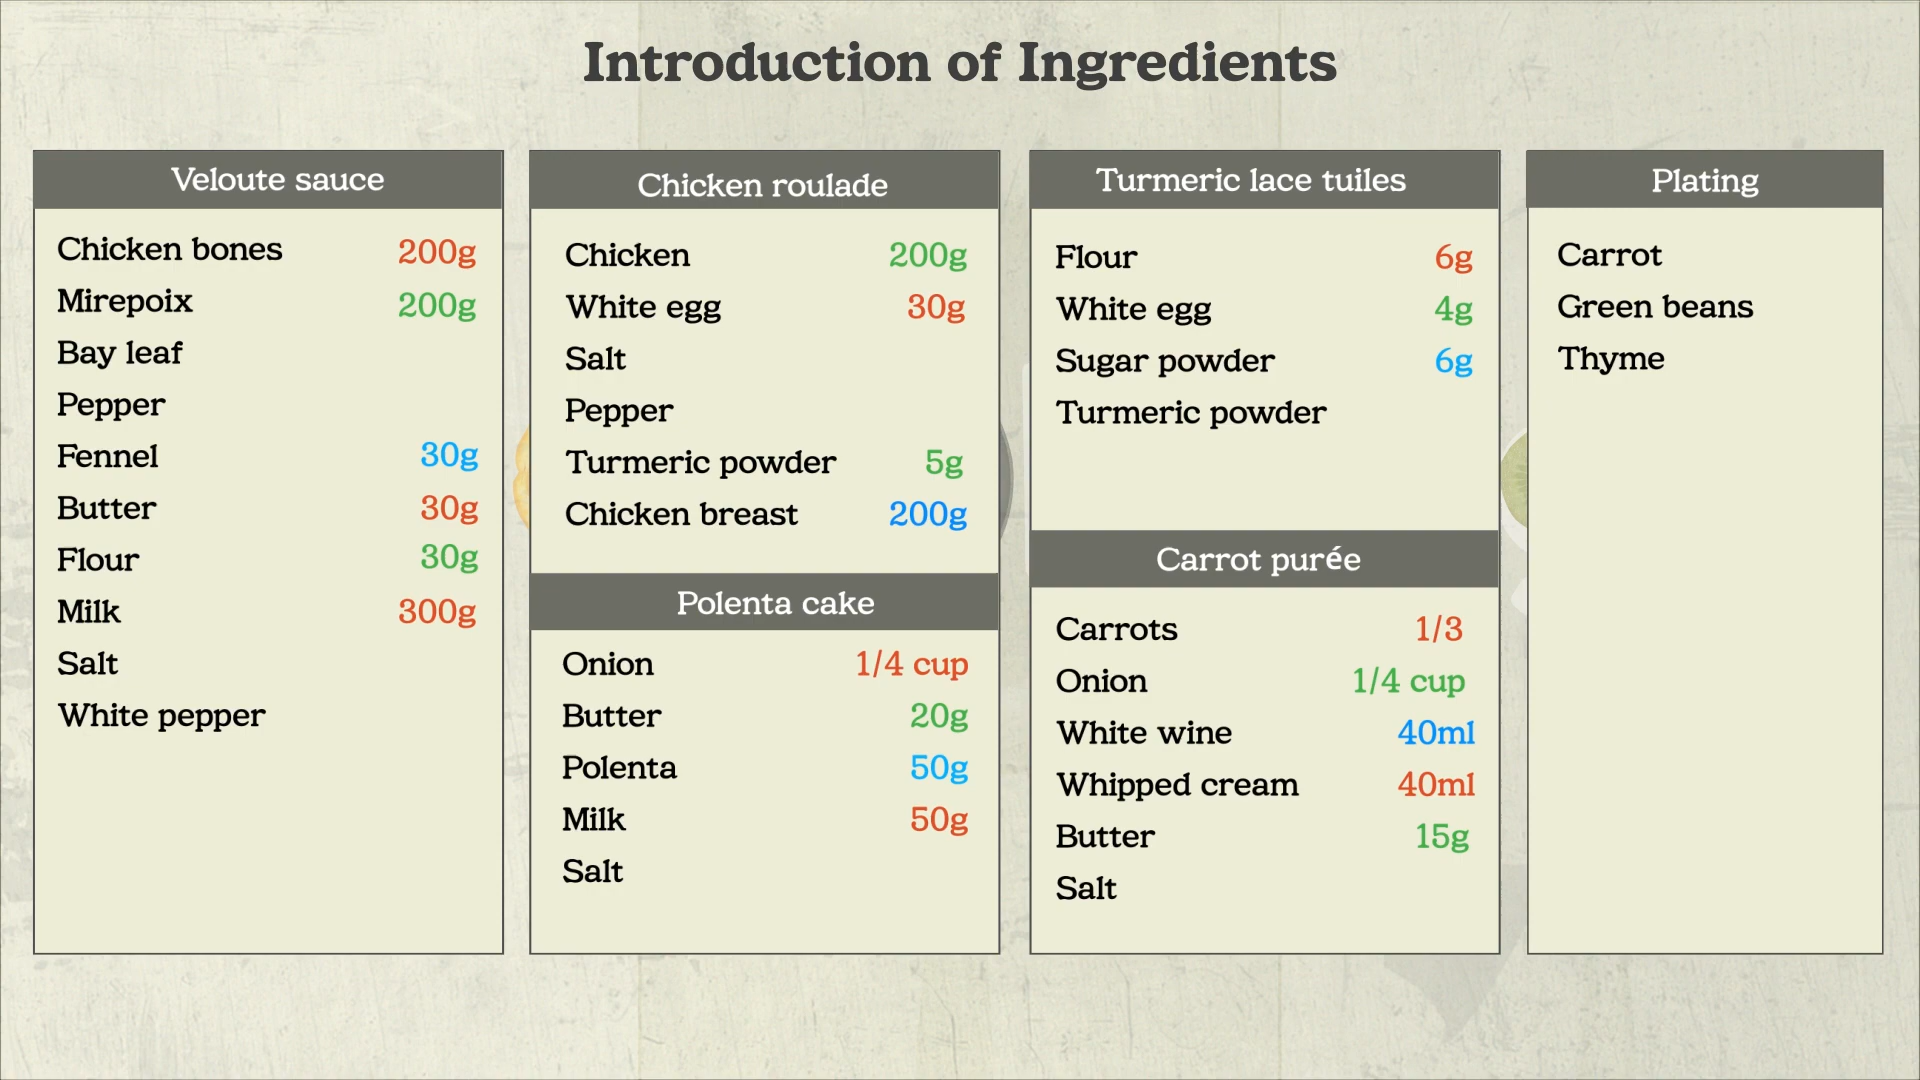 Introduction of Ingredients
Veloute sauce
Chicken bones 200g
Mirepoix 200g
Bay leaf
Pepper
Fennel 30g
Butter 30g
Flour 30g
Milk 300g
Salt
White pepper
Chicken roulade
Chicken 200g
White egg 30g
Salt
Pepper
Turmeric powder 5g
Chicken breast 200g
Polenta cake
Onion 1/4 cup
Butter 20g
Polenta 50g
Milk 50g
Salt
Turmeric lace tuiles
Flour 6g
White egg 4g
Sugar powder 6g
Turmeric powder
Carrot purée
Carrots 1/3
Onion 1/4 cup
White wine 40ml
Whipped cream 40ml
Butter 15g
Salt
Plating
Carrot
Green beans
Thyme